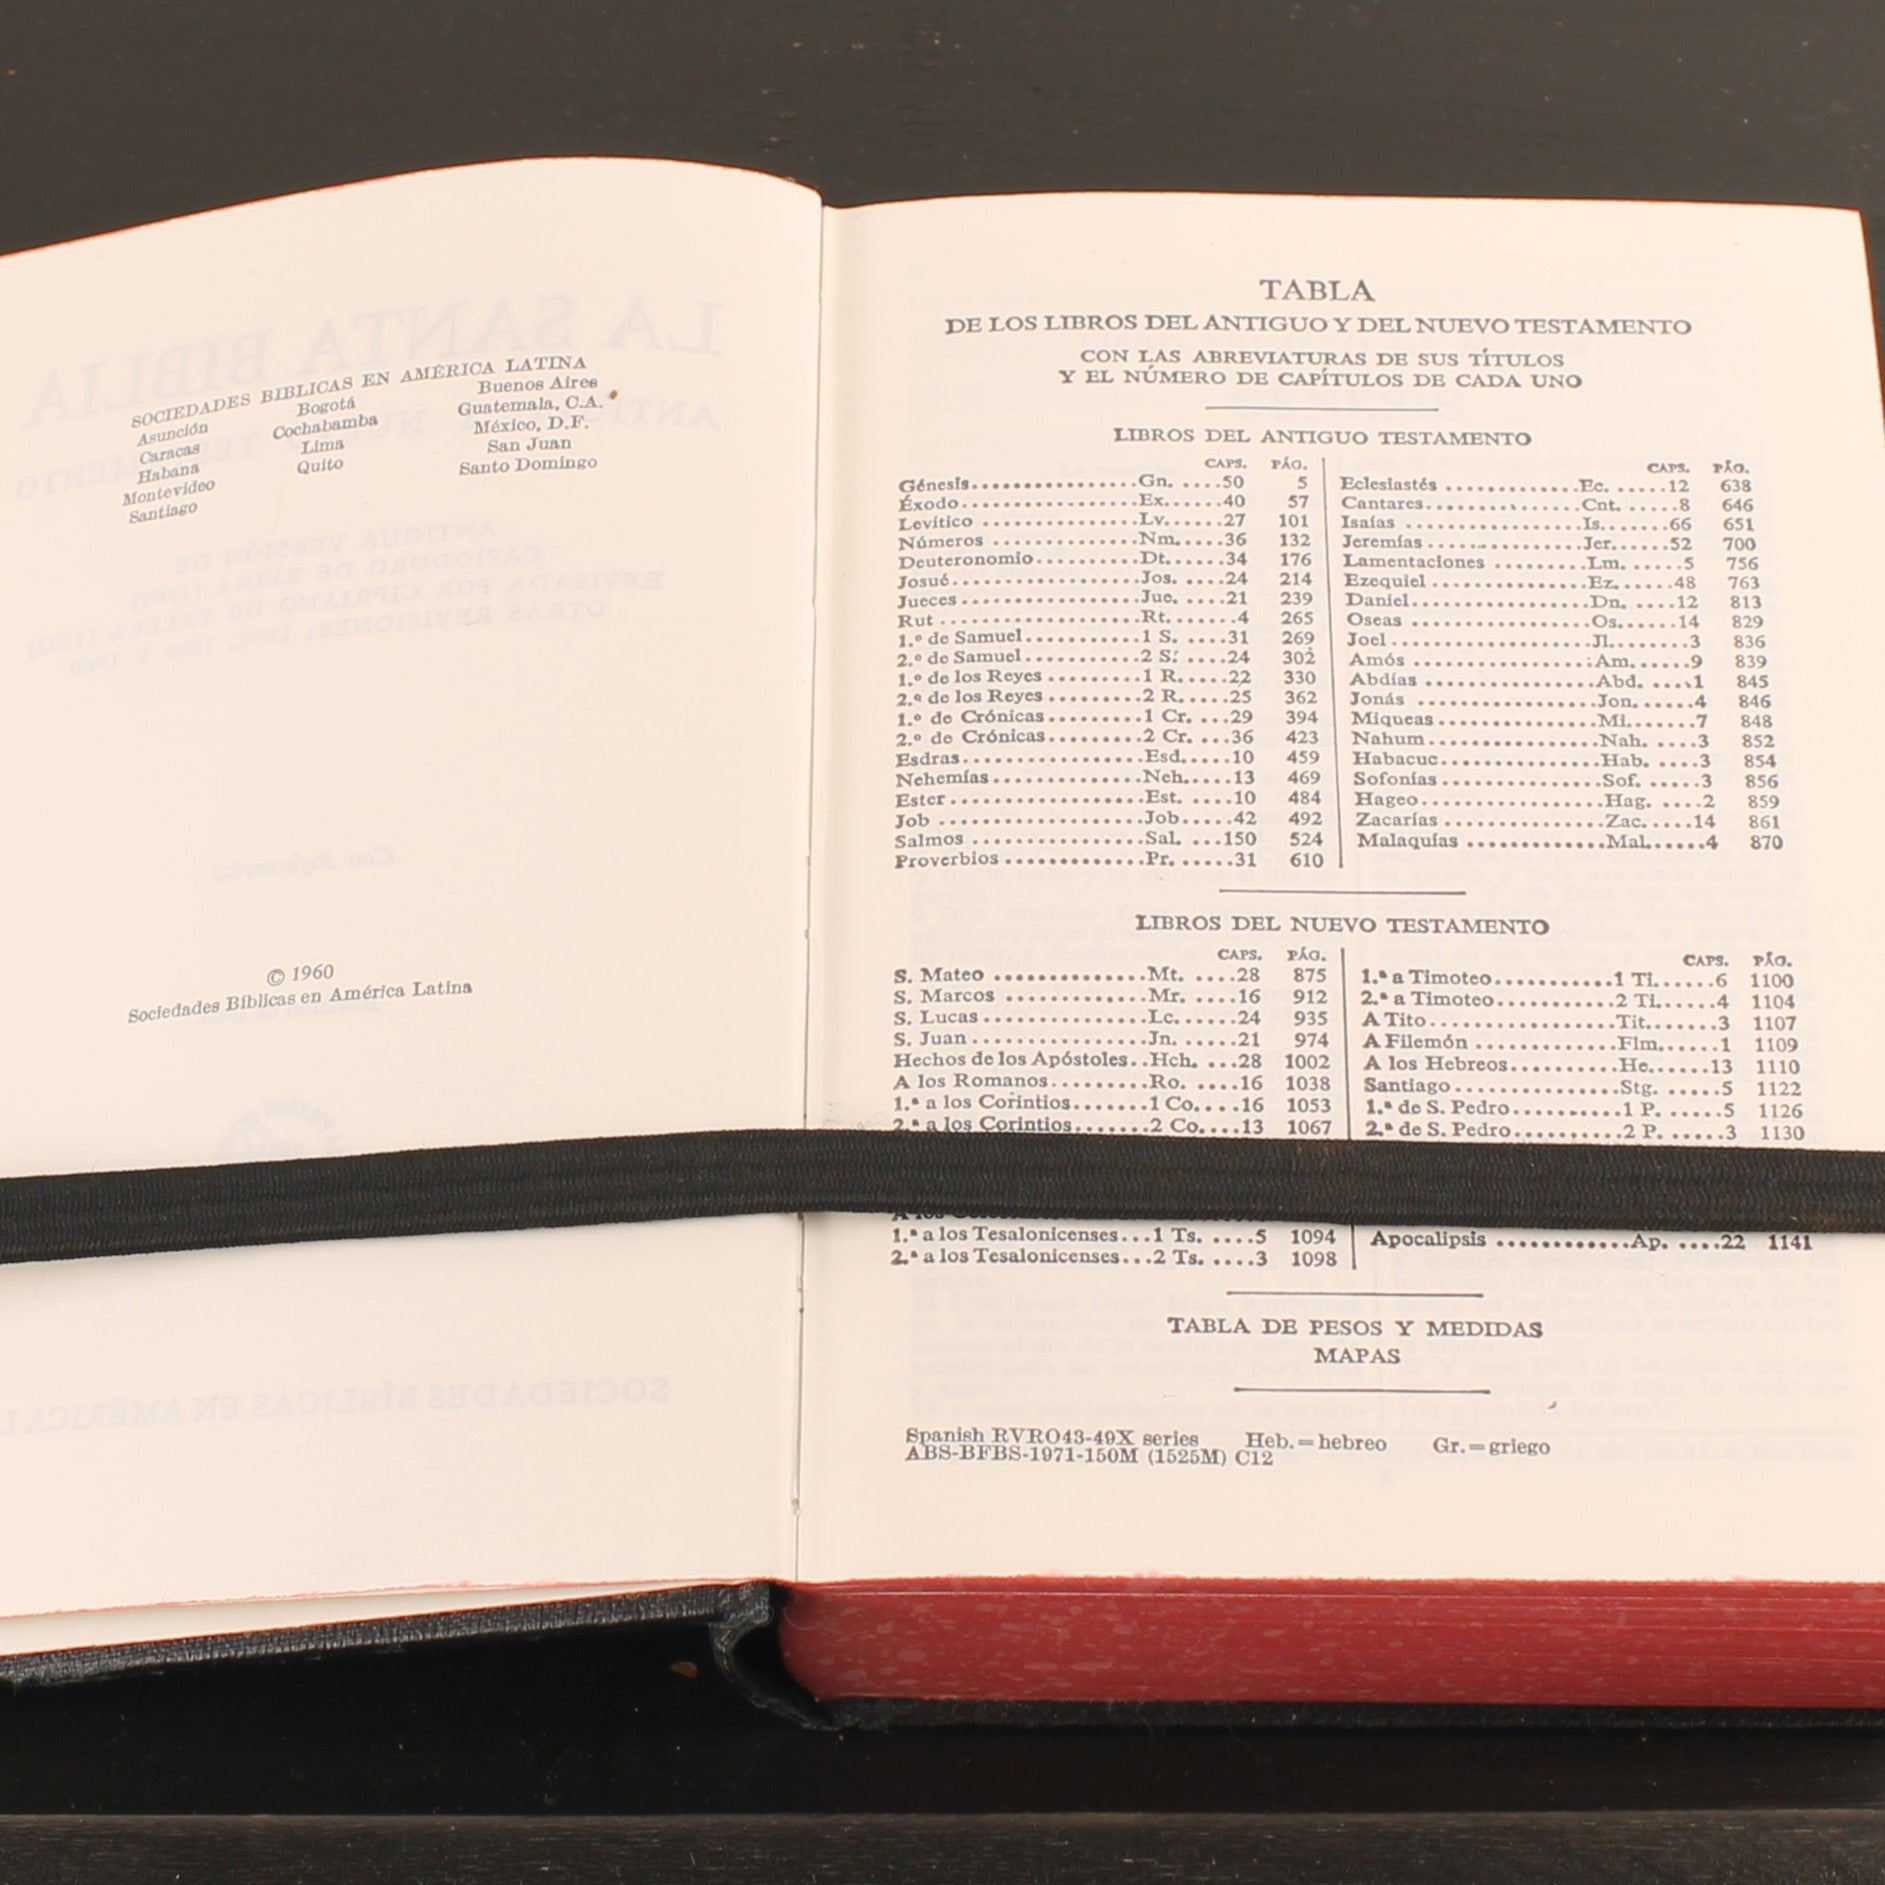 SOCIEDADES BIBLICAS EN AMÉRICA LATINA
Asunción Bogotá Buenos Aires
Caracas Cochabamba Guatemala, C.A.
Habana Lima México, D.F.
Montevideo Quito San Juan
Santiago Santo Domingo
© 1960
Sociedades Bíblicas en América Latina
TABLA
DE LOS LIBROS DEL ANTIGUO Y DEL NUEVO TESTAMENTO
CON LAS ABREVIATURAS DE SUS TÍTULOS
Y EL NÚMERO DE CAPÍTULOS DE CADA UNO
LIBROS DEL ANTIGUO TESTAMENTO
CAPS. PÁG.
Génesis................Gn. ....50 5
Éxodo.................Ex. ....40 57
Levítico ...............Lv......27 101
Números ..............Nm....36 132
Deuteronomio..........Dt.....34 176
Josué..................Jos. ....24 214
Jueces.................Jue. ....21 239
Rut ...................Rt.......4 265
1.º de Samuel...........1 S. ....31 269
2.º de Samuel...........2 S. ....24 302
1.º de los Reyes .........1 R.....22 330
2.º de los Reyes .........2 R.....25 362
1.º de Crónicas.........1 Cr. ...29 394
2.º de Crónicas.........2 Cr. ...36 423
Esdras.................Esd.....10 459
Nehemías..............Neh....13 469
Ester ..................Est. ....10 484
Job ...................Job.....42 492
Salmos ................Sal. ...150 524
Proverbios .............Pr. .....31 610
CAPS. PÁG.
Eclesiastés .............Ec. .....12 638
Cantares...............Cnt. ......8 646
Isaías .................Is.......66 651
Jeremías ...............Jer......52 700
Lamentaciones .........Lm. .....5 756
Ezequiel ...............Ez......48 763
Daniel.................Dn. ....12 813
Oseas .................Os......14 829
Joel...................Jl........3 836
Amós .................Am......9 839
Abdías ................Abd. ....1 845
Jonás .................Jon......4 846
Miqueas...............Mi.......7 848
Nahum................Nah. ....3 852
Habacuc...............Hab. ....3 854
Sofonías...............Sof. .....3 856
Hageo.................Hag. ....2 859
Zacarías ...............Zac. ....14 861
Malaquías .............Mal......4 870
LIBROS DEL NUEVO TESTAMENTO
CAPS. PÁG.
S. Mateo ..............Mt. ....28 875
S. Marcos .............Mr. ....16 912
S. Lucas...............Lc.....24 935
S. Juan ................Jn. .....21 974
Hechos de los Apóstoles..Hch. ...28 1002
A los Romanos.........Ro. ....16 1038
1.ª a los Corintios.......1 Co....16 1053
2.ª a los Corintios.......2 Co....13 1067
1.ª a los Tesalonicenses...1 Ts. ....5 1094
2.ª a los Tesalonicenses...2 Ts. ....3 1098
CAPS. PÁG.
1.ª a Timoteo...........1 Ti......6 1100
2.ª a Timoteo...........2 Ti......4 1104
A Tito.................Tit.......3 1107
A Filemón .............Flm......1 1109
A los Hebreos..........He......13 1110
Santiago...............Stg. .....5 1122
1.ª de S. Pedro..........1 P. .....5 1126
2.ª de S. Pedro..........2 P. .....3 1130
Apocalipsis ............Ap. ....22 1141
TABLA DE PESOS Y MEDIDAS
MAPAS
Spanish RVRO43-49X series Heb.=hebreo Gr.=griego
ABS-BFBS-1971-150M (1525M) C12